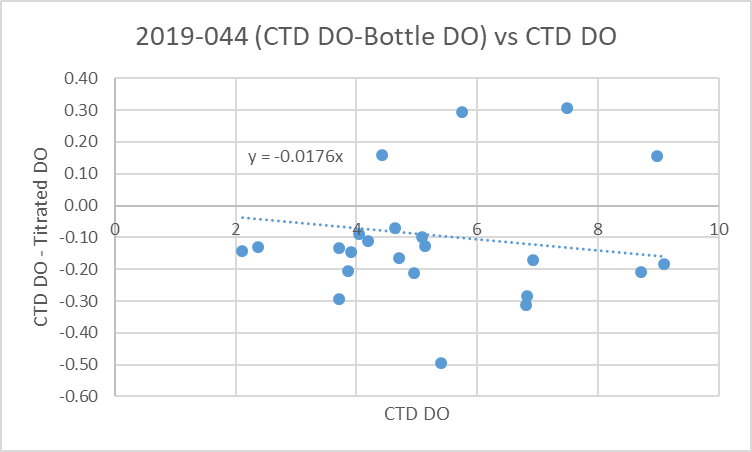 2019-044 (CTD DO-Bottle DO) vs CTD DO
0.40
0.30
0.20
0.10
0.00
-0.10
-0.20
-0.30
-0.40
-0.50
-0.60
CTD DO - Titrated DO
y = -0.0176x
0 2 4 6 8 10
CTD DO